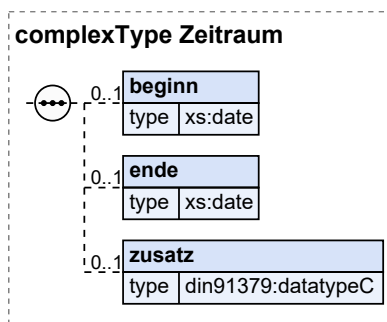 complexType Zeitraum
0..1
beginn
type xs:date
0..1
ende
type xs:date
0..1
zusatz
type din91379:datatypeC